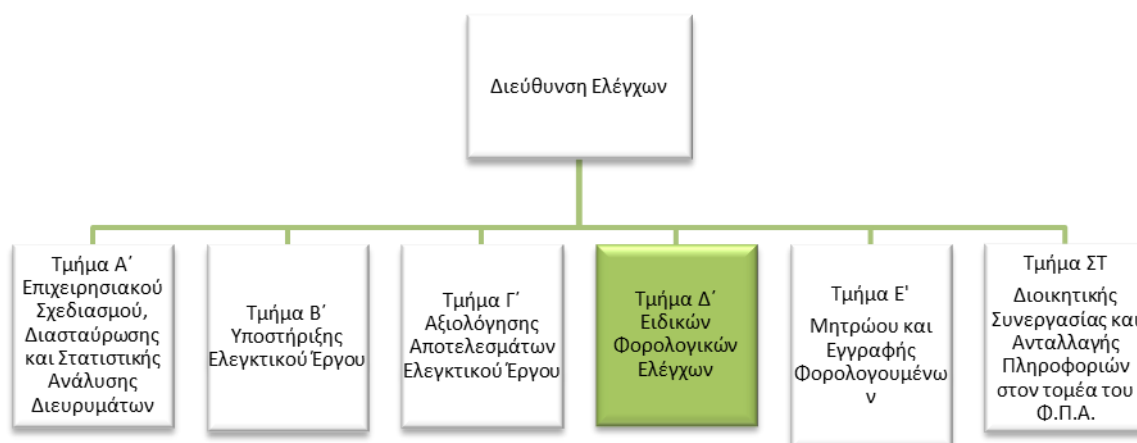 Διεύθυνση Ελέγχων
Τμήμα Α΄
Επιχειρησιακού
Σχεδιασμού,
Διασταύρωσης
και Στατιστικής
Ανάλυσης
Διευρυμάτων
Τμήμα Β΄
Υποστήριξης
Ελεγκτικού Έργου
Τμήμα Γ΄
Αξιολόγησης
Αποτελεσμάτων
Ελεγκτικού Έργου
Τμήμα Δ΄
Ειδικών
Φορολογικών
Ελέγχων
Τμήμα Ε'
Μητρώου και
Εγγραφής
Φορολογουμένω
ν
Τμήμα ΣΤ
Διοικητικής
Συνεργασίας και
Ανταλλαγής
Πληροφοριών
στον τομέα του
Φ.Π.Α.